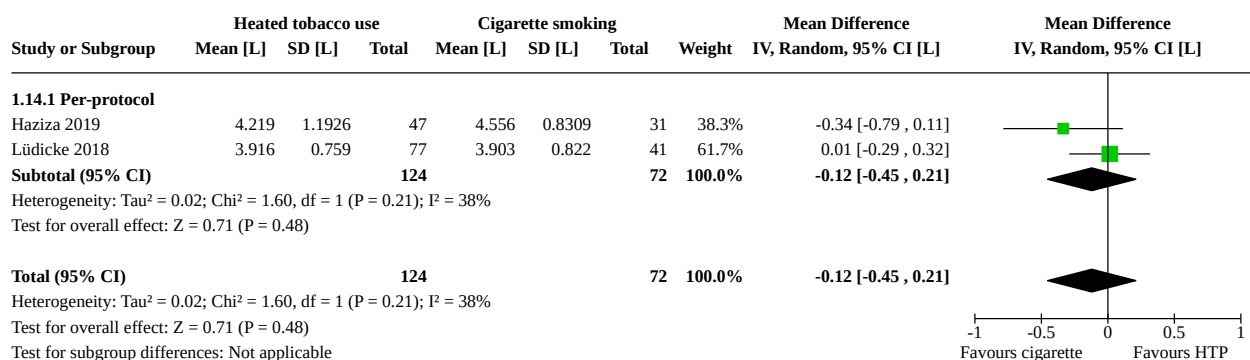 Heated tobacco use Cigarette smoking Mean Difference Mean Difference
Study or Subgroup Mean [L] SD [L] Total Mean [L] SD [L] Total Weight IV, Random, 95% CI [L] IV, Random, 95% CI [L]
1.14.1 Per-protocol
Haziza 2019 4.219 1.1926 47 4.556 0.8309 31 38.3% -0.34 [-0.79 , 0.11]
Lüdicke 2018 3.916 0.759 77 3.903 0.822 41 61.7% 0.01 [-0.29 , 0.32]
Subtotal (95% CI) 124 72 100.0% -0.12 [-0.45 , 0.21]
Heterogeneity: Tau² = 0.02; Chi² = 1.60, df = 1 (P = 0.21); I² = 38%
Test for overall effect: Z = 0.71 (P = 0.48)
Total (95% CI) 124 72 100.0% -0.12 [-0.45 , 0.21]
Heterogeneity: Tau² = 0.02; Chi² = 1.60, df = 1 (P = 0.21); I² = 38%
Test for overall effect: Z = 0.71 (P = 0.48) -1 -0.5 0 0.5 1
Test for subgroup differences: Not applicable Favours cigarette Favours HTP